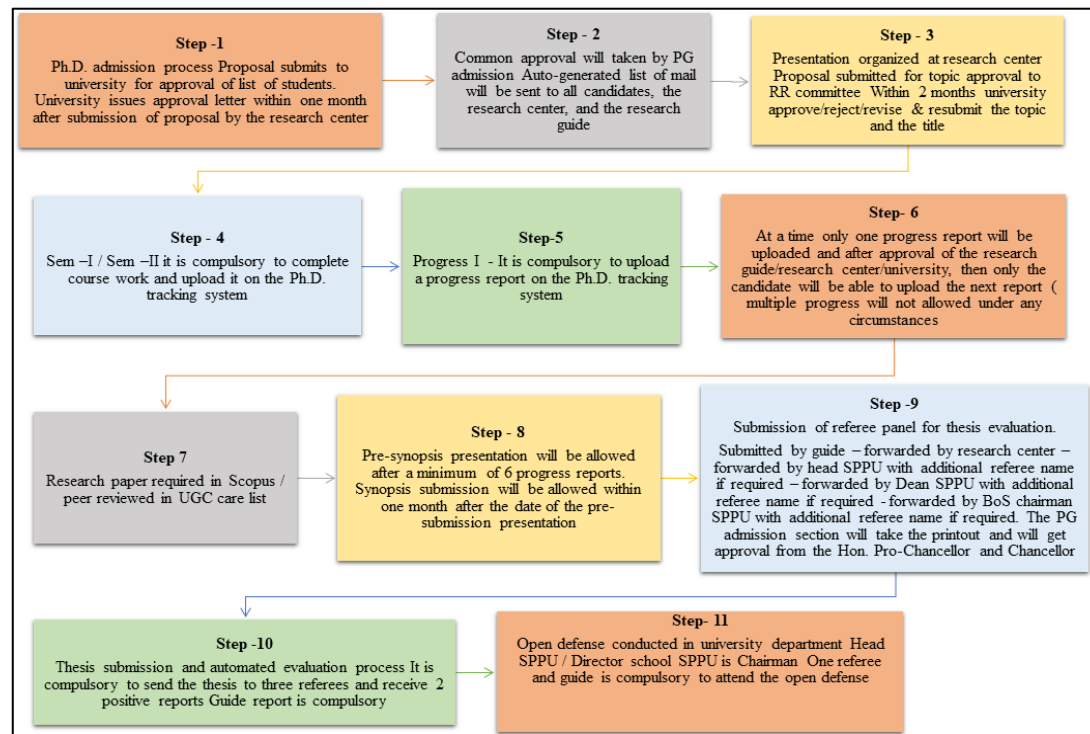 Step -1
Ph.D. admission process Proposal submits to
university for approval of list of students.
University issues approval letter within one month
after submission of proposal by the research center
Step - 2
Common approval will taken by PG
admission Auto-generated list of mail
will be sent to all candidates, the
research center, and the research
guide
Step - 3
Presentation organized at research center
Proposal submitted for topic approval to
RR committee Within 2 months university
approve/reject/revise & resubmit the topic
and the title
Step - 4
Sem –I / Sem –II it is compulsory to complete
course work and upload it on the Ph.D.
tracking system
Step-5
Progress I - It is compulsory to upload
a progress report on the Ph.D. tracking
system
Step- 6
At a time only one progress report will be
uploaded and after approval of the research
guide/research center/university, then only the
candidate will be able to upload the next report (
multiple progress will not allowed under any
circumstances
Step 7
Research paper required in Scopus /
peer reviewed in UGC care list
Step - 8
Pre-synopsis presentation will be allowed
after a minimum of 6 progress reports.
Synopsis submission will be allowed within
one month after the date of the pre-
submission presentation
Step -9
Submission of referee panel for thesis evaluation.
Submitted by guide – forwarded by research center –
forwarded by head SPPU with additional referee name
if required – forwarded by Dean SPPU with additional
referee name if required - forwarded by BoS chairman
SPPU with additional referee name if required. The PG
admission section will take the printout and will get
approval from the Hon. Pro-Chancellor and Chancellor
Step -10
Thesis submission and automated evaluation process It is
compulsory to send the thesis to three referees and receive 2
positive reports Guide report is compulsory
Step- 11
Open defense conducted in university department Head
SPPU / Director school SPPU is Chairman One referee
and guide is compulsory to attend the open defense